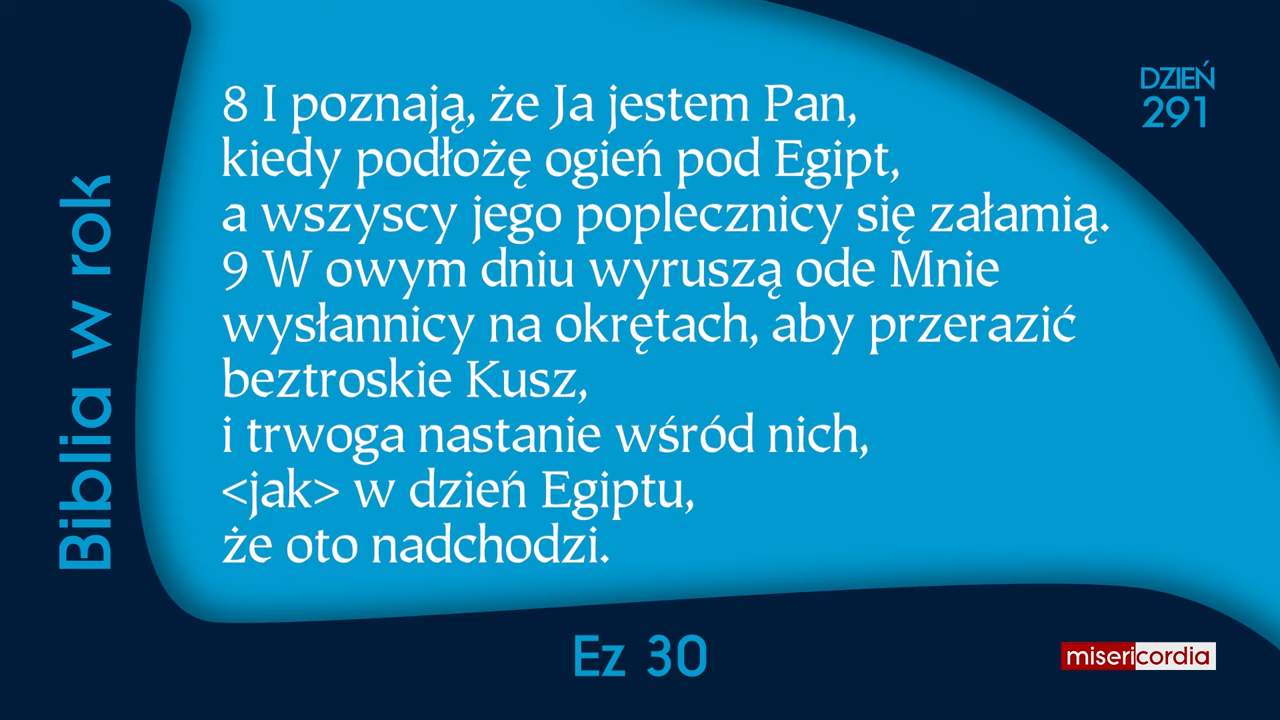 DZIEŃ
291
8 I poznają, że Ja jestem Pan,
kiedy podłożę ogień pod Egipt,
a wszyscy jego poplecznicy się załamią.
9 W owym dniu wyruszą ode Mnie
wysłannicy na okrętach, aby przerazić
beztroskie Kusz,
i trwoga nastanie wśród nich,
<jak> w dzień Egiptu,
że oto nadchodzi.
Biblia w rok
Ez 30
misericordia